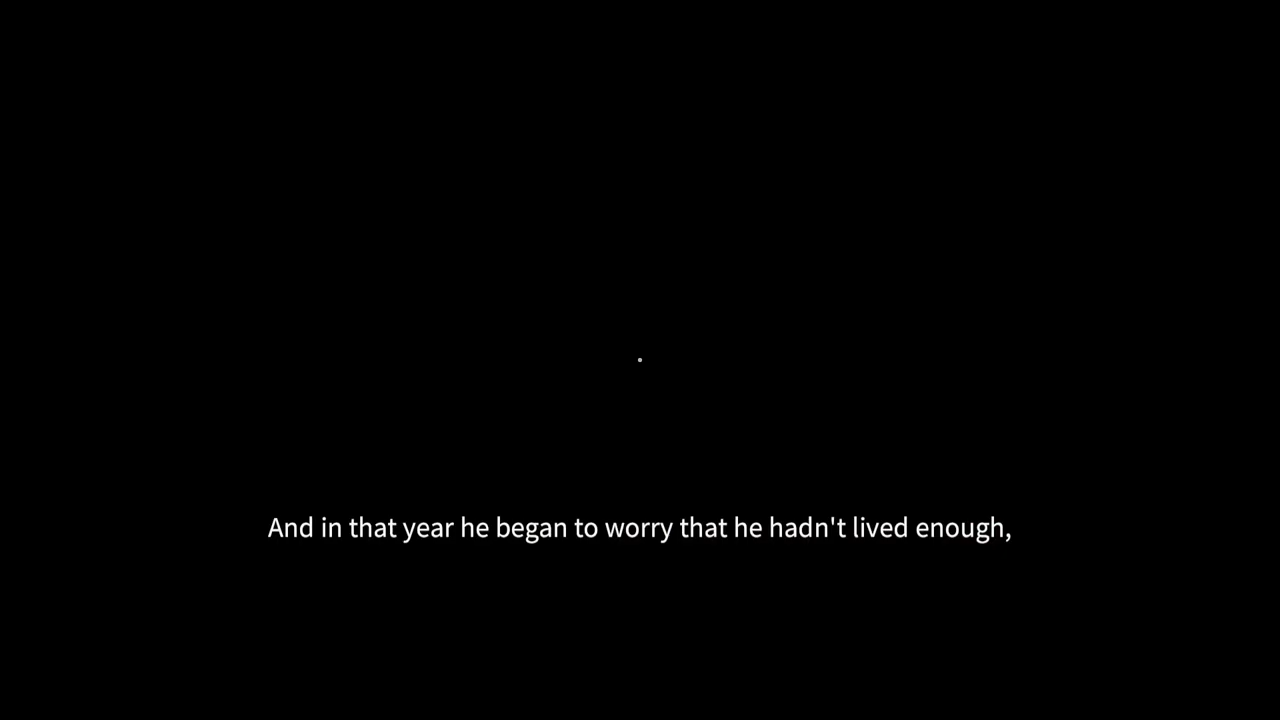 And in that year he began to worry that he hadn't lived enough,